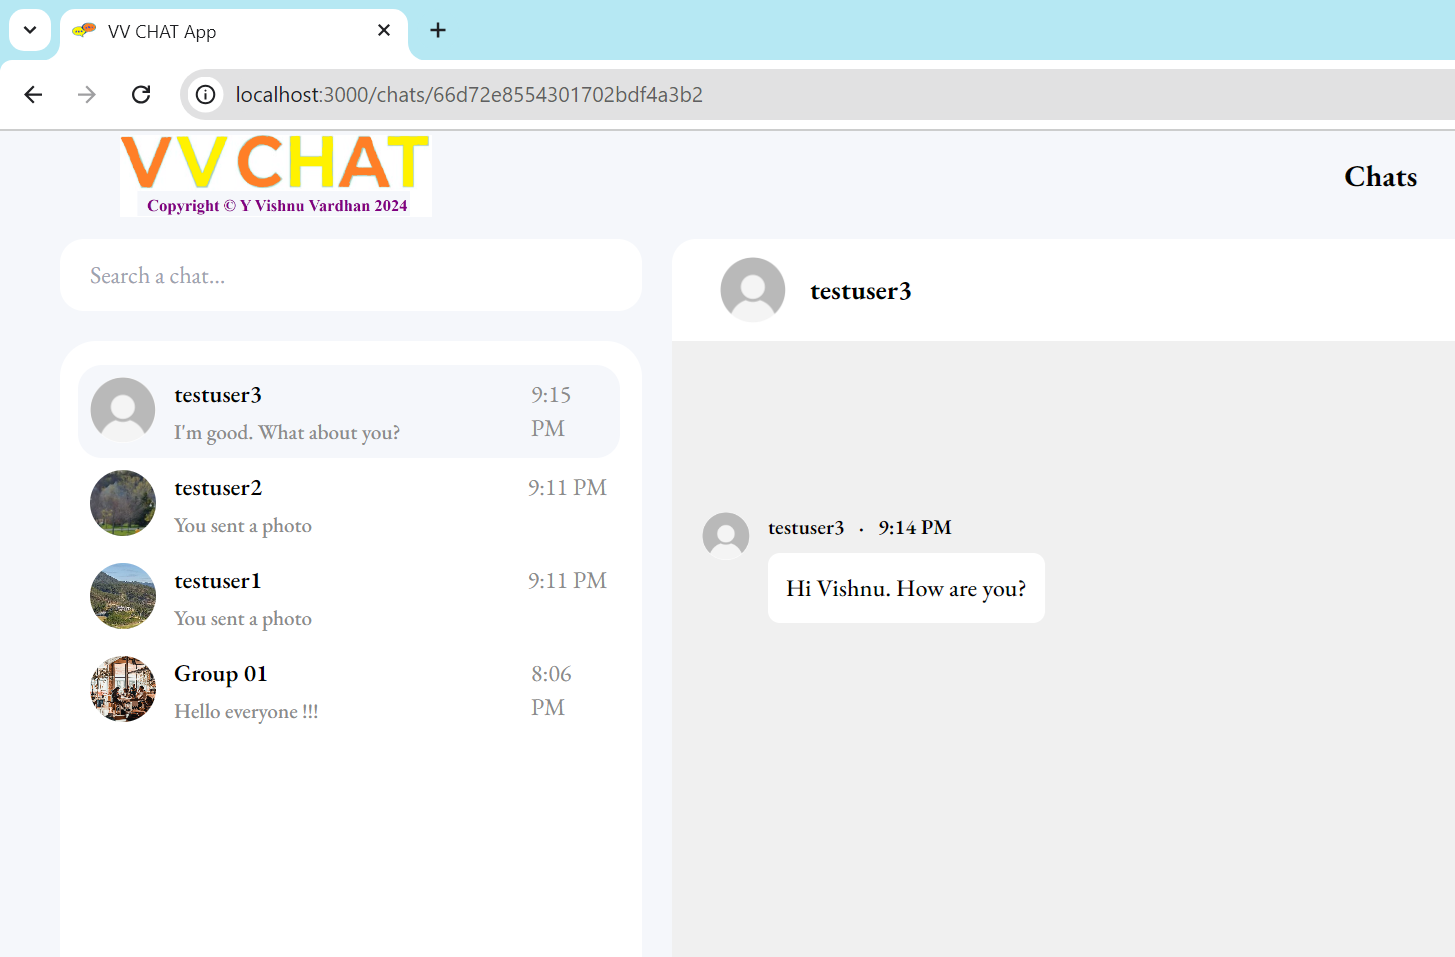 VV CHAT App
localhost:3000/chats/66d72e8554301702bdf4a3b2
VVCHAT
Copyright © Y Vishnu Vardhan 2024
Chats
Search a chat...
testuser3
9:15 PM
I'm good. What about you?
testuser2
9:11 PM
You sent a photo
testuser1
9:11 PM
You sent a photo
Group 01
8:06 PM
Hello everyone !!!
testuser3
testuser3 · 9:14 PM
Hi Vishnu. How are you?